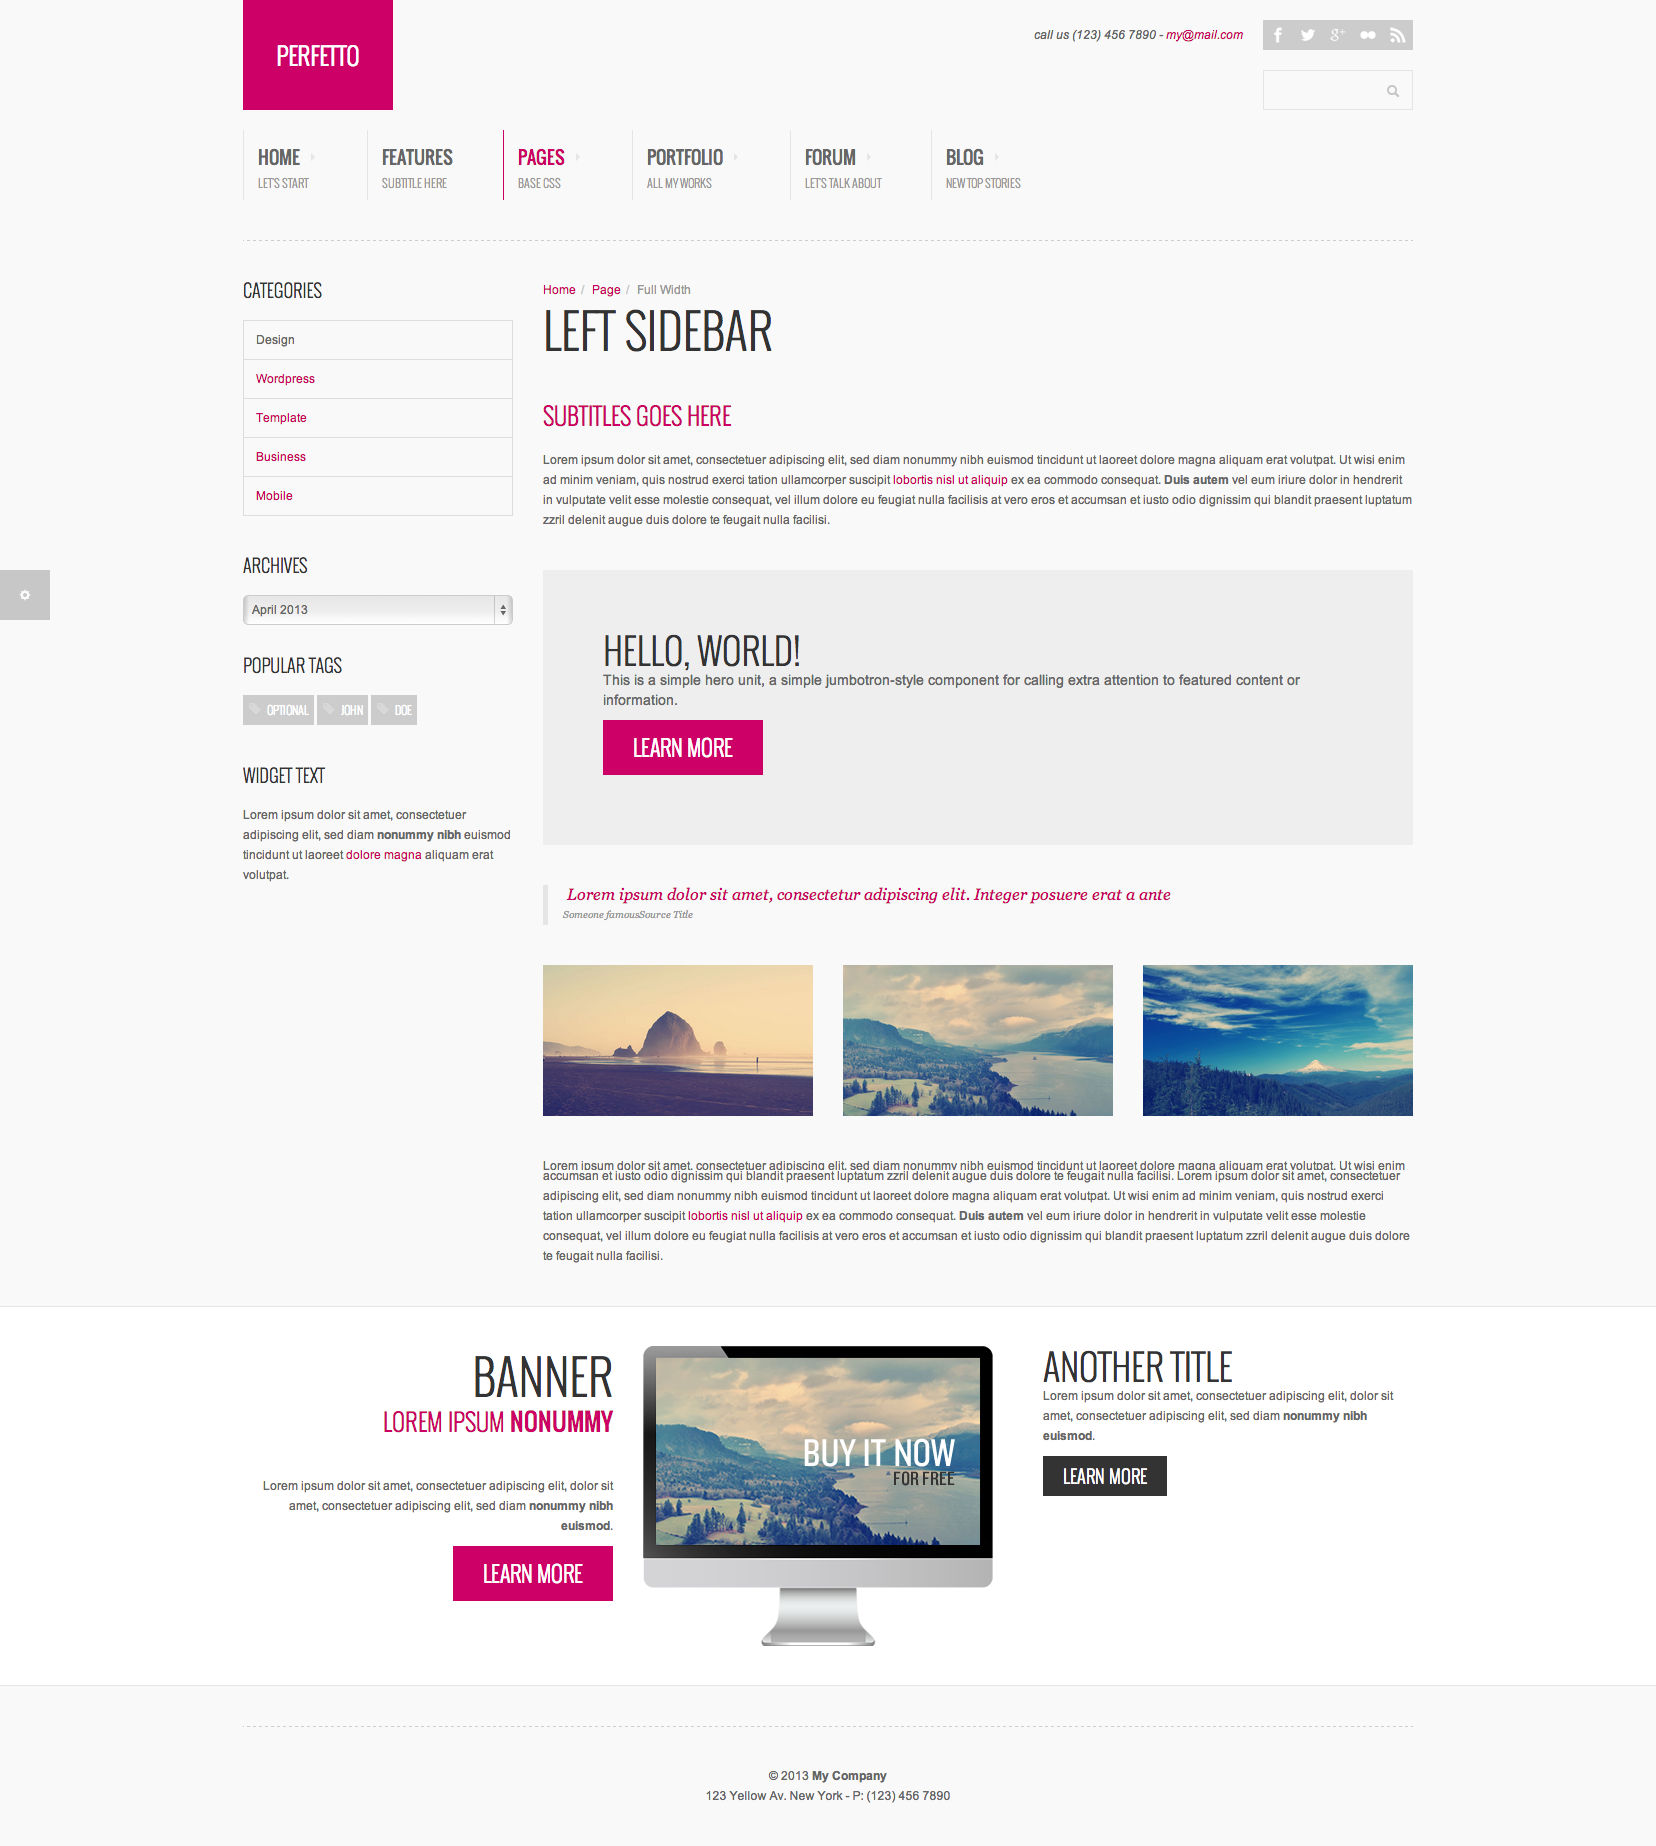 PERFETTO
call us (123) 456 7890 - my@mail.com
HOME
LET'S START
FEATURES
SUBTITLE HERE
PAGES
BASE CSS
PORTFOLIO
ALL MY WORKS
FORUM
LET'S TALK ABOUT
BLOG
NEW TOP STORIES
CATEGORIES
Design
Wordpress
Template
Business
Mobile
ARCHIVES
April 2013
POPULAR TAGS
OPTIONAL JOHN DOE
WIDGET TEXT
Lorem ipsum dolor sit amet, consectetuer
adipiscing elit, sed diam nonummy nibh euismod
tincidunt ut laoreet dolore magna aliquam erat
volutpat.
Home / Page / Full Width
LEFT SIDEBAR
SUBTITLES GOES HERE
Lorem ipsum dolor sit amet, consectetuer adipiscing elit, sed diam nonummy nibh euismod tincidunt ut laoreet dolore magna aliquam erat volutpat. Ut wisi enim
ad minim veniam, quis nostrud exerci tation ullamcorper suscipit lobortis nisl ut aliquip ex ea commodo consequat. Duis autem vel eum iriure dolor in hendrerit
in vulputate velit esse molestie consequat, vel illum dolore eu feugiat nulla facilisis at vero eros et accumsan et iusto odio dignissim qui blandit praesent luptatum
zzril delenit augue duis dolore te feugait nulla facilisi.
HELLO, WORLD!
This is a simple hero unit, a simple jumbotron-style component for calling extra attention to featured content or
information.
LEARN MORE
Lorem ipsum dolor sit amet, consectetur adipiscing elit. Integer posuere erat a ante
Someone famousSource Title
Lorem ipsum dolor sit amet, consectetuer adipiscing elit, sed diam nonummy nibh euismod tincidunt ut laoreet dolore magna aliquam erat volutpat. Ut wisi enim
accumsan et iusto odio dignissim qui blandit praesent luptatum zzril delenit augue duis dolore te feugait nulla facilisi. Lorem ipsum dolor sit amet, consectetuer
adipiscing elit, sed diam nonummy nibh euismod tincidunt ut laoreet dolore magna aliquam erat volutpat. Ut wisi enim ad minim veniam, quis nostrud exerci
tation ullamcorper suscipit lobortis nisl ut aliquip ex ea commodo consequat. Duis autem vel eum iriure dolor in hendrerit in vulputate velit esse molestie
consequat, vel illum dolore eu feugiat nulla facilisis at vero eros et accumsan et iusto odio dignissim qui blandit praesent luptatum zzril delenit augue duis dolore
te feugait nulla facilisi.
BANNER
LOREM IPSUM NONUMMY
Lorem ipsum dolor sit amet, consectetuer adipiscing elit, dolor sit
amet, consectetuer adipiscing elit, sed diam nonummy nibh
euismod.
LEARN MORE
BUY IT NOW
FOR FREE
ANOTHER TITLE
Lorem ipsum dolor sit amet, consectetuer adipiscing elit, dolor sit
amet, consectetuer adipiscing elit, sed diam nonummy nibh
euismod.
LEARN MORE
© 2013 My Company
123 Yellow Av. New York - P: (123) 456 7890